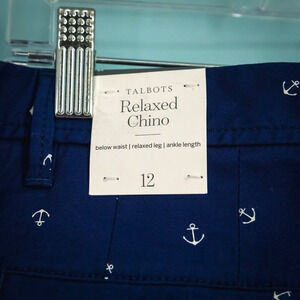 TALBOTS
Relaxed
Chino
below waist | relaxed leg | ankle length
12